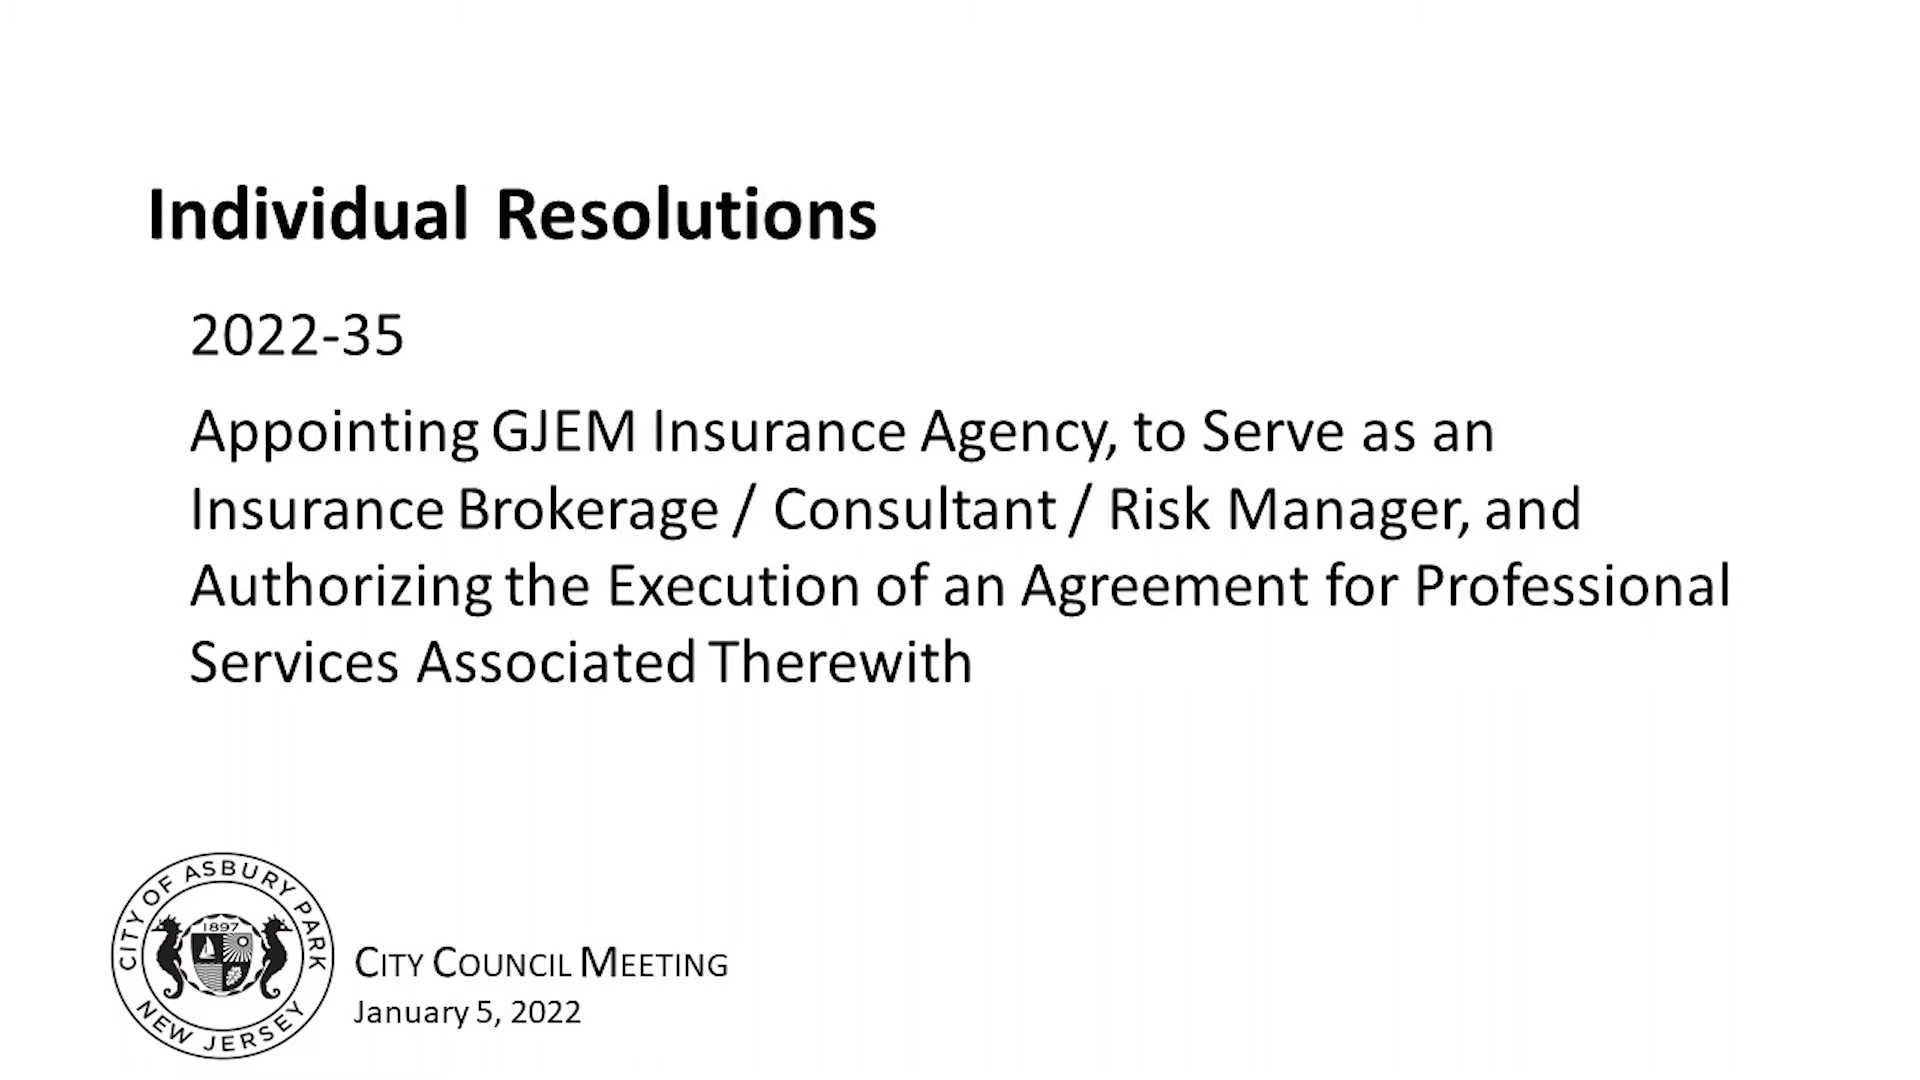 Individual Resolutions
2022-35
Appointing GJEM Insurance Agency, to Serve as an
Insurance Brokerage / Consultant / Risk Manager, and
Authorizing the Execution of an Agreement for Professional
Services Associated Therewith
CITY OF ASBURY PARK
1897
NEW JERSEY
CITY COUNCIL MEETING
January 5, 2022